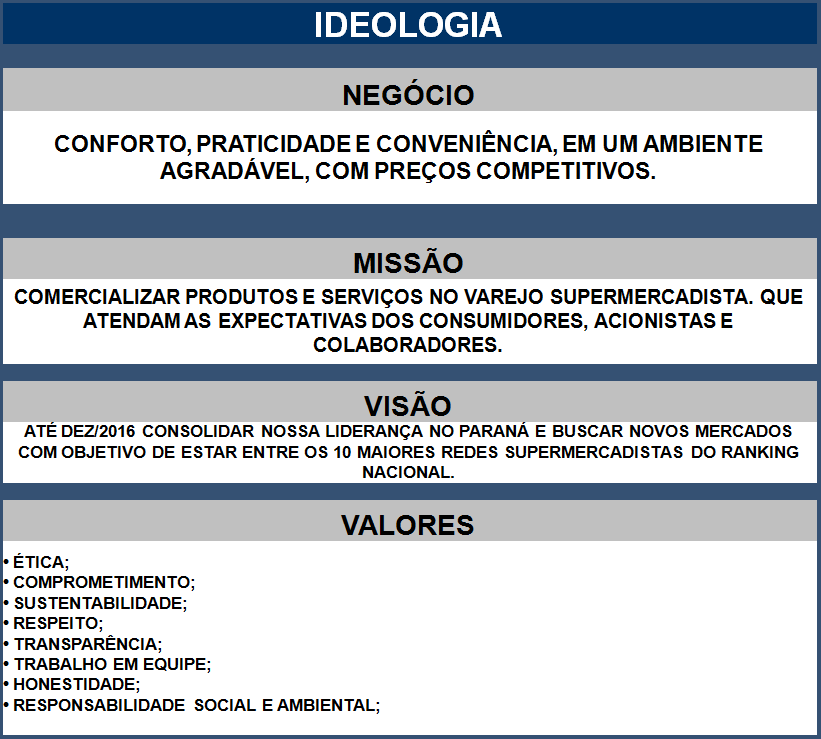 IDEOLOGIA
NEGÓCIO
CONFORTO, PRATICIDADE E CONVENIÊNCIA, EM UM AMBIENTE
AGRADÁVEL, COM PREÇOS COMPETITIVOS.
MISSÃO
COMERCIALIZAR PRODUTOS E SERVIÇOS NO VAREJO SUPERMERCADISTA. QUE
ATENDAM AS EXPECTATIVAS DOS CONSUMIDORES, ACIONISTAS E
COLABORADORES.
VISÃO
ATÉ DEZ/2016 CONSOLIDAR NOSSA LIDERANÇA NO PARANÁ E BUSCAR NOVOS MERCADOS
COM OBJETIVO DE ESTAR ENTRE OS 10 MAIORES REDES SUPERMERCADISTAS DO RANKING
NACIONAL.
VALORES
• ÉTICA;
• COMPROMETIMENTO;
• SUSTENTABILIDADE;
• RESPEITO;
• TRANSPARÊNCIA;
• TRABALHO EM EQUIPE;
• HONESTIDADE;
• RESPONSABILIDADE SOCIAL E AMBIENTAL;